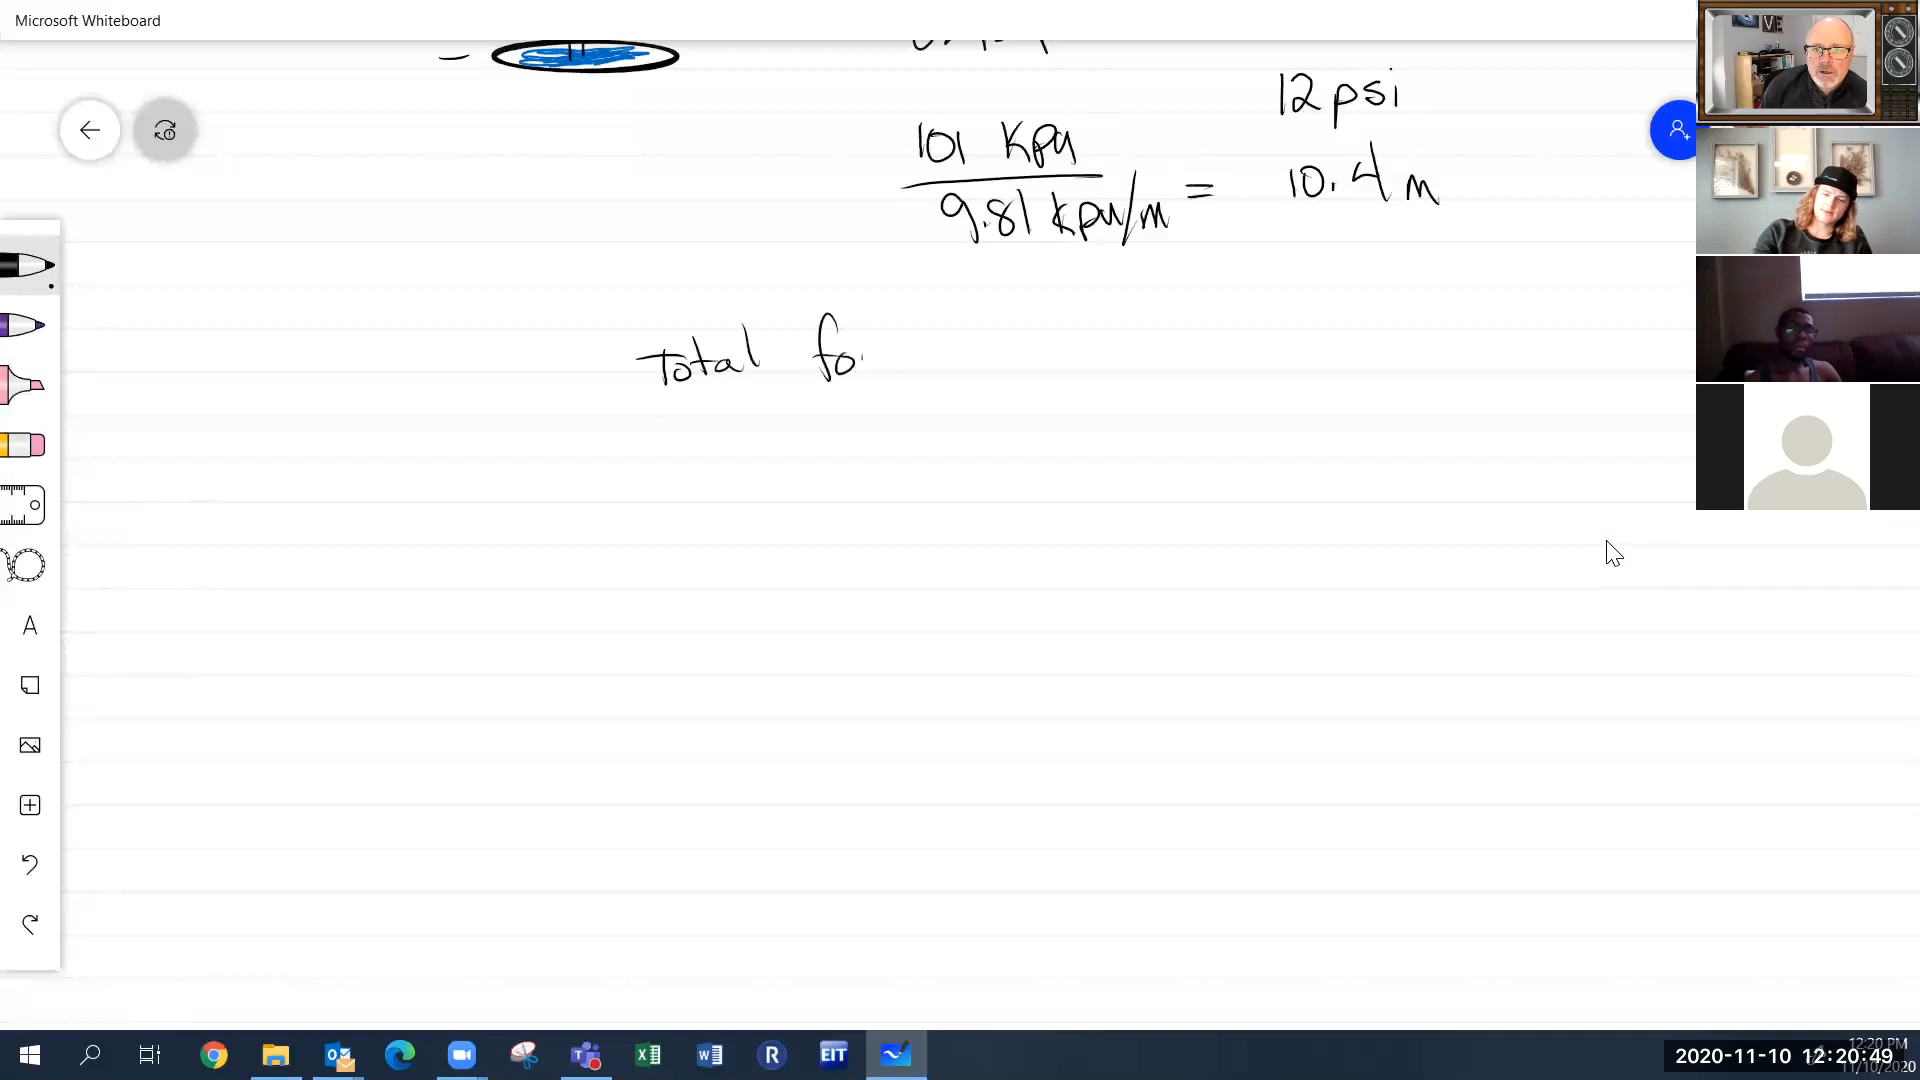 Microsoft Whiteboard
12 psi
101 Kpa
9.81 kpa/m = 10.4 m
Total fo
A
EIT
12:20 PM
2020-11-10 12:20:49
11/10/2020